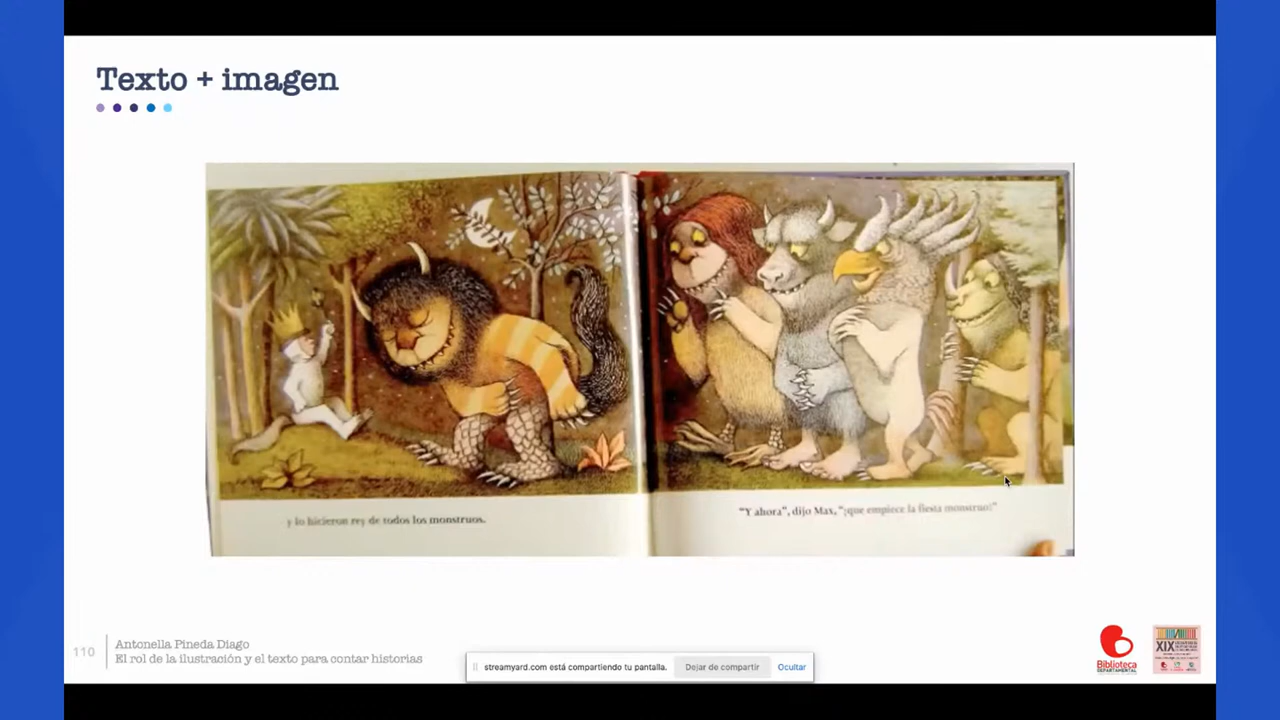 Texto + imagen
y lo hicieron rey de todos los monstruos.
"Y ahora", dijo Max, "¡que empiece la fiesta monstruo!"
110
Antonella Pineda Diago
El rol de la ilustración y el texto para contar historias
streamyard.com está compartiendo tu pantalla.
Dejar de compartir
Ocultar
Biblioteca
DEPARTAMENTAL
XIX